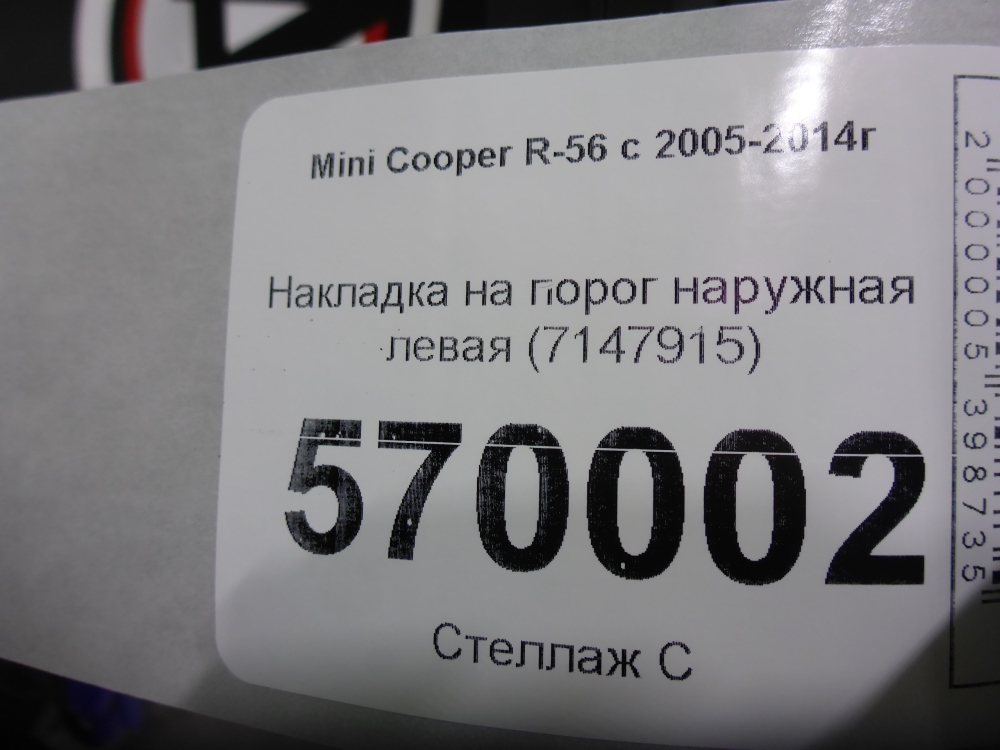 Mini Cooper R-56 с 2005-2014г
Накладка на порог наружная
левая (7147915)
570002
Стеллаж С
2000005398735